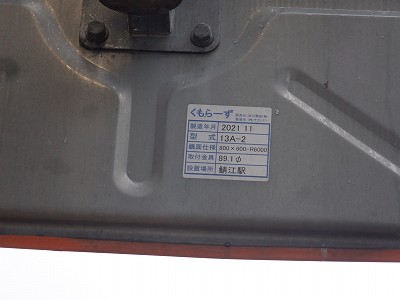 くもらーず
製造年月 2021 11
型式 13A-2
鏡面仕様 800×600-R6000
取付金具 89.1φ
設置場所 鯖江駅